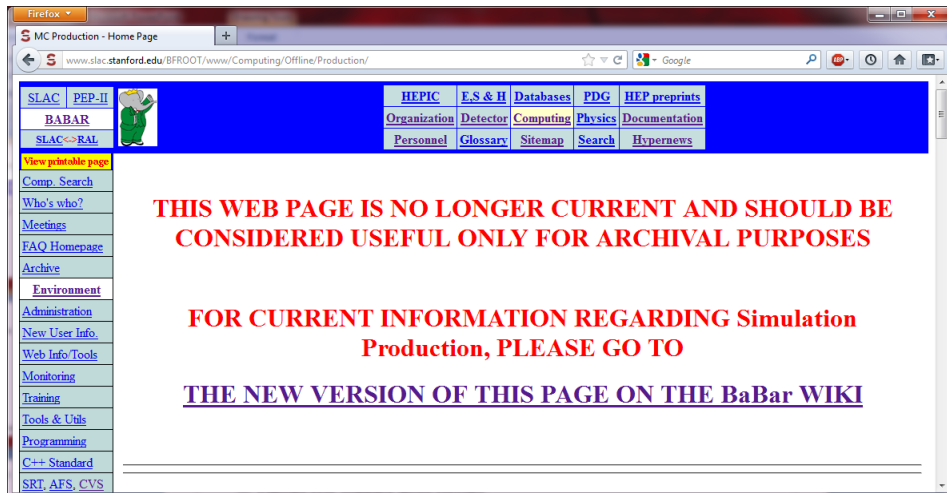 Firefox
MC Production - Home Page
www.slac.stanford.edu/BFROOT/www/Computing/Offline/Production/
Google
SLAC PEP-II
BABAR
SLAC<->RAL
HEPIC E,S & H Databases PDG HEP preprints
Organization Detector Computing Physics Documentation
Personnel Glossary Sitemap Search Hypernews
View printable page
Comp. Search
Who's who?
Meetings
FAQ Homepage
Archive
Environment
Administration
New User Info.
Web Info/Tools
Monitoring
Training
Tools & Utils
Programming
C++ Standard
SRT, AFS, CVS
THIS WEB PAGE IS NO LONGER CURRENT AND SHOULD BE
CONSIDERED USEFUL ONLY FOR ARCHIVAL PURPOSES
FOR CURRENT INFORMATION REGARDING Simulation
Production, PLEASE GO TO
THE NEW VERSION OF THIS PAGE ON THE BaBar WIKI